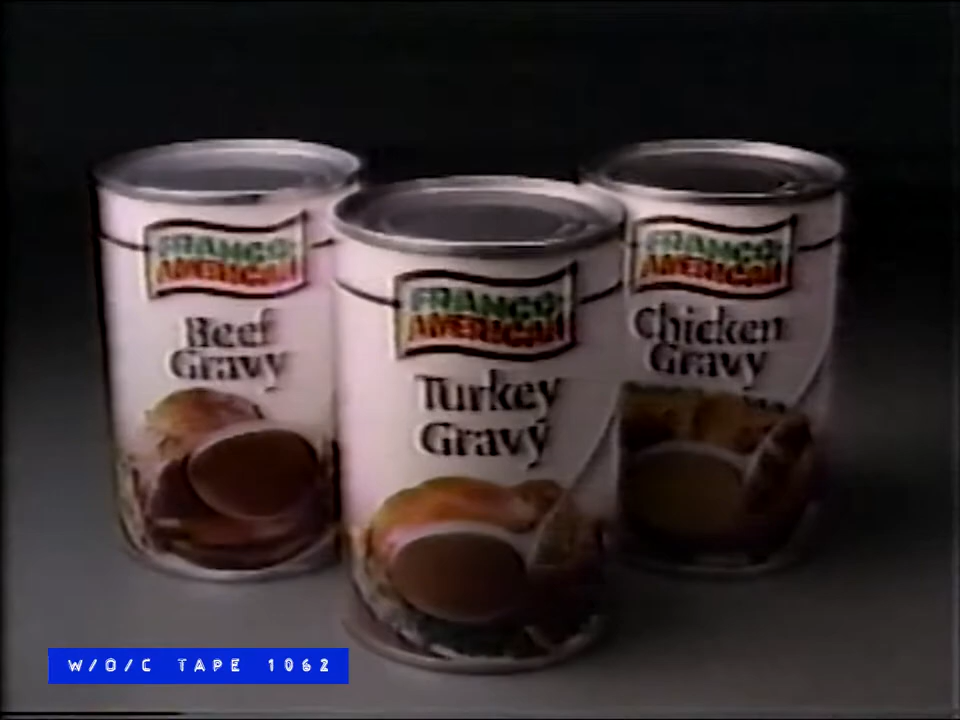 FRANCO-
AMERICAN
Beef
Gravy
FRANCO-
AMERICAN
Turkey
Gravy
FRANCO-
AMERICAN
Chicken
Gravy
W/O/C TAPE 1062